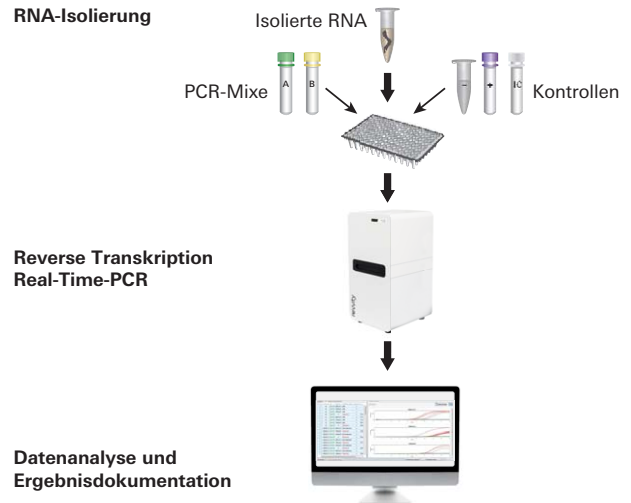 RNA-Isolierung
Isolierte RNA
PCR-Mixe
A
B
–
+
IC
Kontrollen
Reverse Transkription
Real-Time-PCR
Datenanalyse und
Ergebnisdokumentation